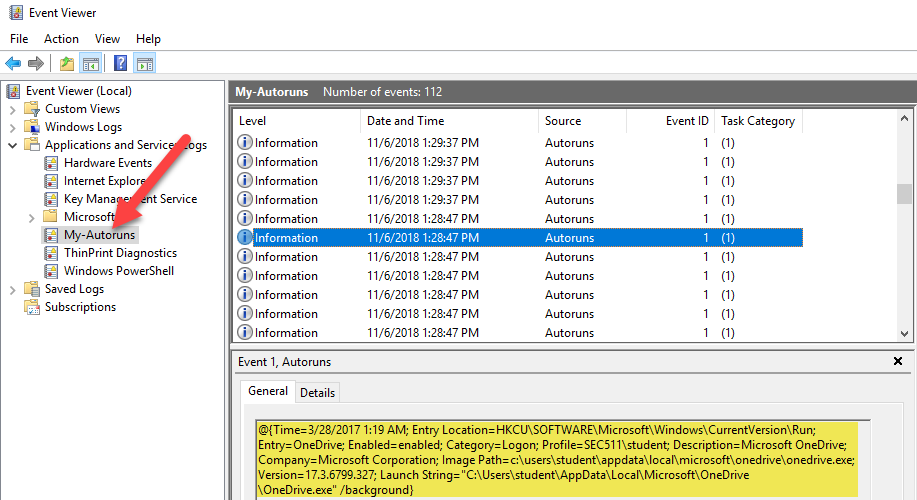 Event Viewer
File Action View Help
Event Viewer (Local)
Custom Views
Windows Logs
Applications and Services Logs
Hardware Events
Internet Explorer
Key Management Service
Microsoft
My-Autoruns
ThinPrint Diagnostics
Windows PowerShell
Saved Logs
Subscriptions
My-Autoruns Number of events: 112
Level Date and Time Source Event ID Task Category
Information 11/6/2018 1:29:37 PM Autoruns 1 (1)
Information 11/6/2018 1:29:37 PM Autoruns 1 (1)
Information 11/6/2018 1:29:37 PM Autoruns 1 (1)
Information 11/6/2018 1:29:37 PM Autoruns 1 (1)
Information 11/6/2018 1:28:47 PM Autoruns 1 (1)
Information 11/6/2018 1:28:47 PM Autoruns 1 (1)
Information 11/6/2018 1:28:47 PM Autoruns 1 (1)
Information 11/6/2018 1:28:47 PM Autoruns 1 (1)
Information 11/6/2018 1:28:47 PM Autoruns 1 (1)
Information 11/6/2018 1:28:47 PM Autoruns 1 (1)
Information 11/6/2018 1:28:47 PM Autoruns 1 (1)
Event 1, Autoruns
General Details
@{Time=3/28/2017 1:19 AM; Entry Location=HKCU\SOFTWARE\Microsoft\Windows\CurrentVersion\Run;
Entry=OneDrive; Enabled=enabled; Category=Logon; Profile=SEC511\student; Description=Microsoft OneDrive;
Company=Microsoft Corporation; Image Path=c:\users\student\appdata\local\microsoft\onedrive\onedrive.exe;
Version=17.3.6799.327; Launch String="C:\Users\student\AppData\Local\Microsoft\OneDrive
\OneDrive.exe" /background}